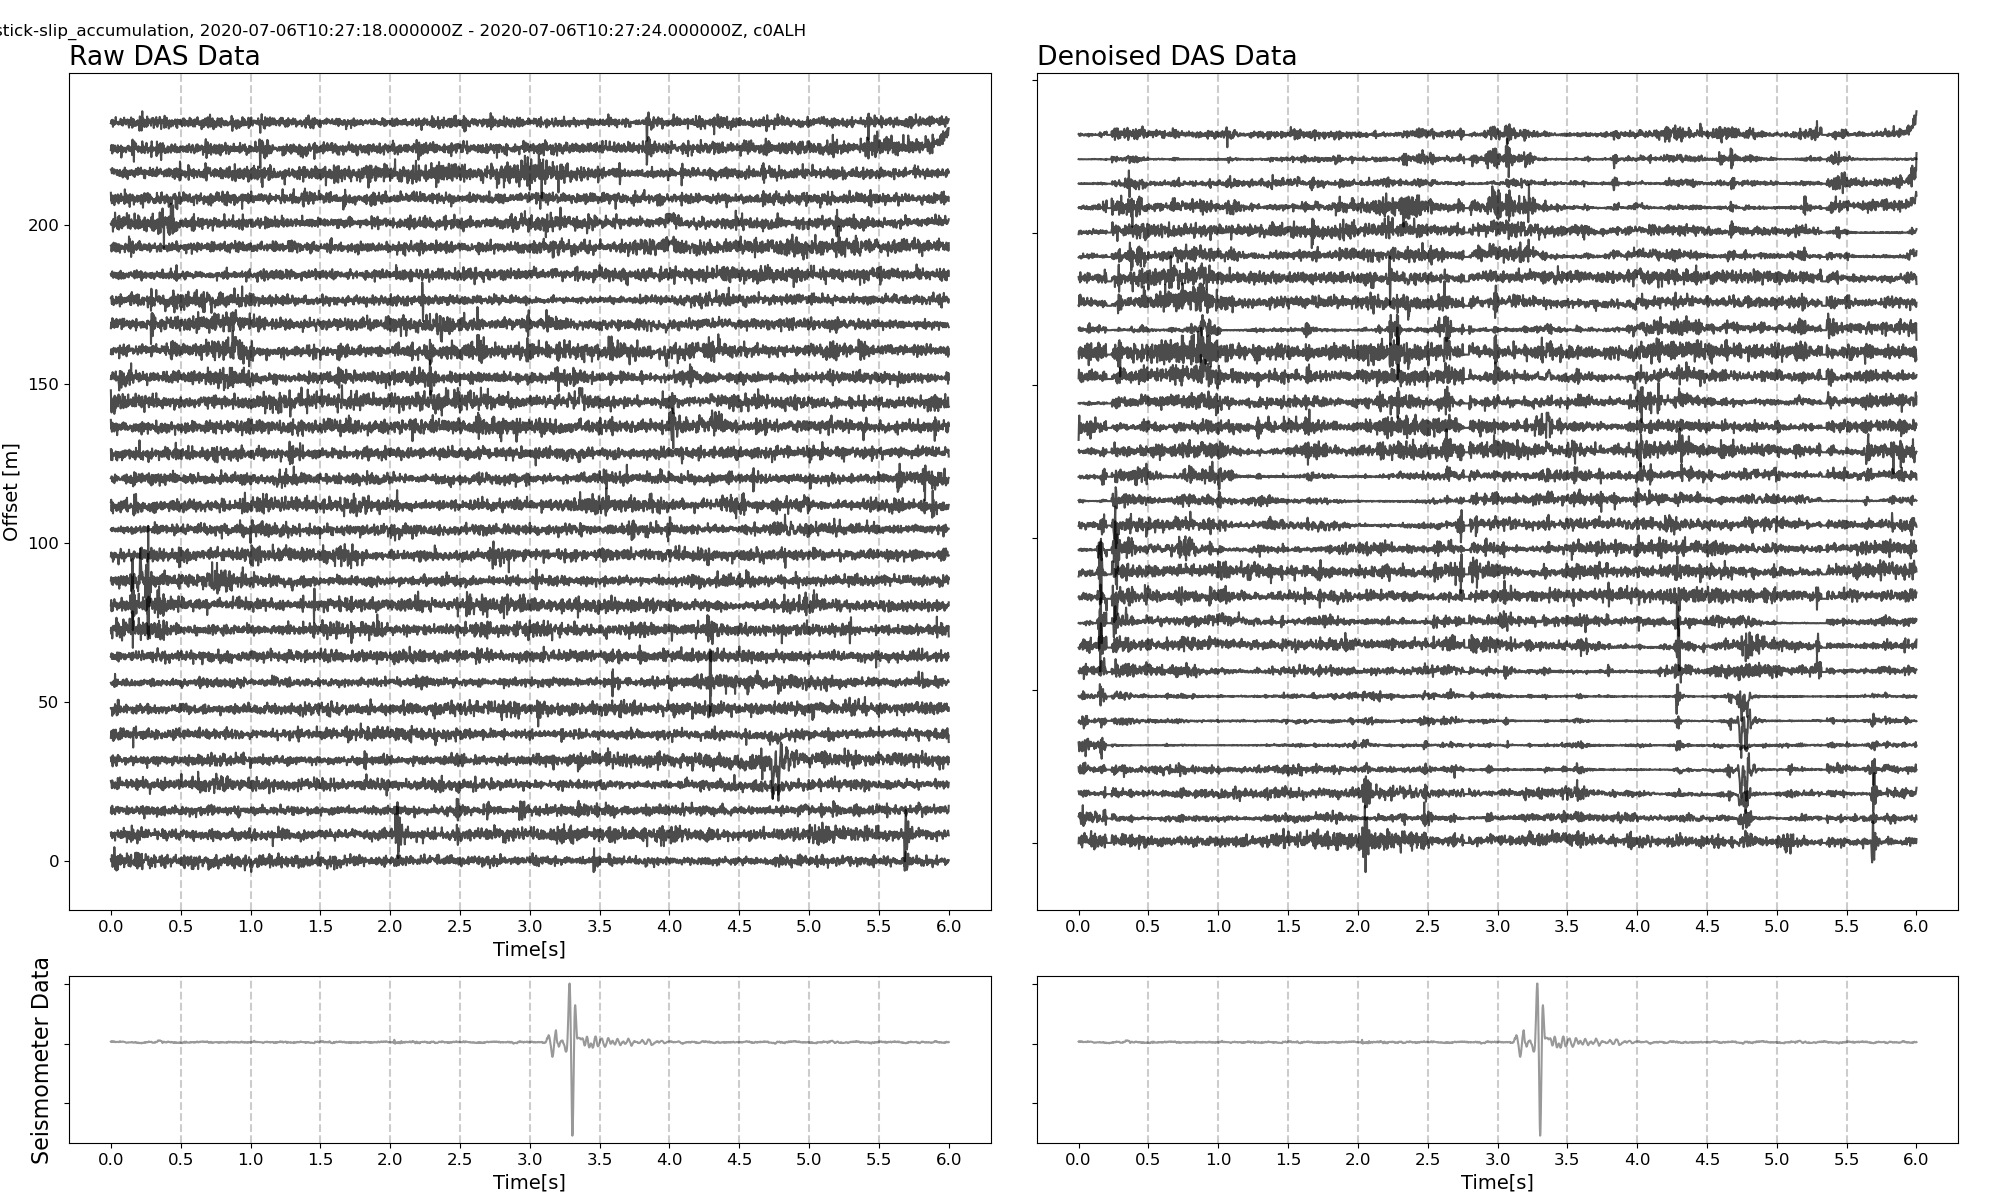 stick-slip_accumulation, 2020-07-06T10:27:18.000000Z - 2020-07-06T10:27:24.000000Z, c0ALH
Raw DAS Data
Denoised DAS Data
Offset [m]
200
150
100
50
0
0.0 0.5 1.0 1.5 2.0 2.5 3.0 3.5 4.0 4.5 5.0 5.5 6.0
Time[s]
0.0 0.5 1.0 1.5 2.0 2.5 3.0 3.5 4.0 4.5 5.0 5.5 6.0
Seismometer Data
0.0 0.5 1.0 1.5 2.0 2.5 3.0 3.5 4.0 4.5 5.0 5.5 6.0
Time[s]
0.0 0.5 1.0 1.5 2.0 2.5 3.0 3.5 4.0 4.5 5.0 5.5 6.0
Time[s]